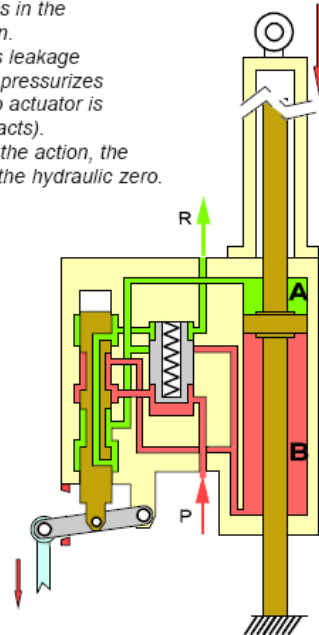 s in the
n.
s leakage
pressurizes
o actuator is
acts).
the action, the
the hydraulic zero.
R
A
B
P